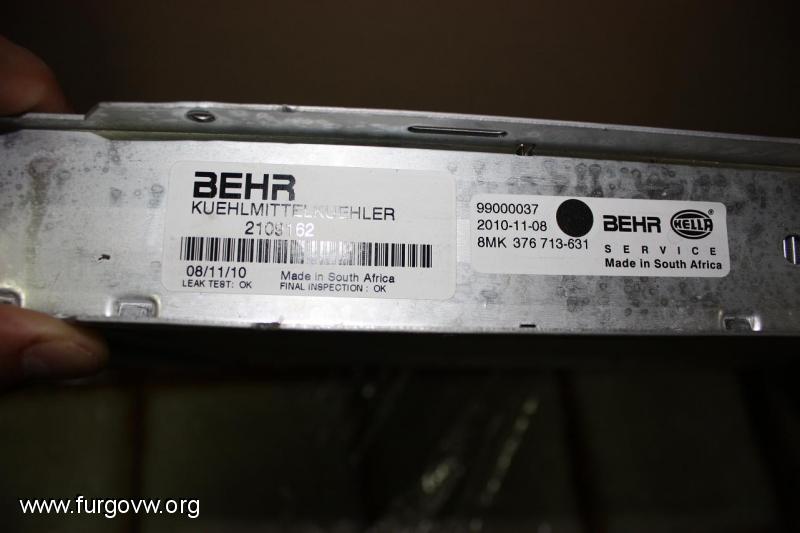 BEHR
KUEHLMITTELKUEHLER
2109162
08/11/10 Made in South Africa
LEAK TEST: OK FINAL INSPECTION : OK
99000037
2010-11-08
8MK 376 713-631
BEHR HELLA
SERVICE
Made in South Africa
www.furgovw.org